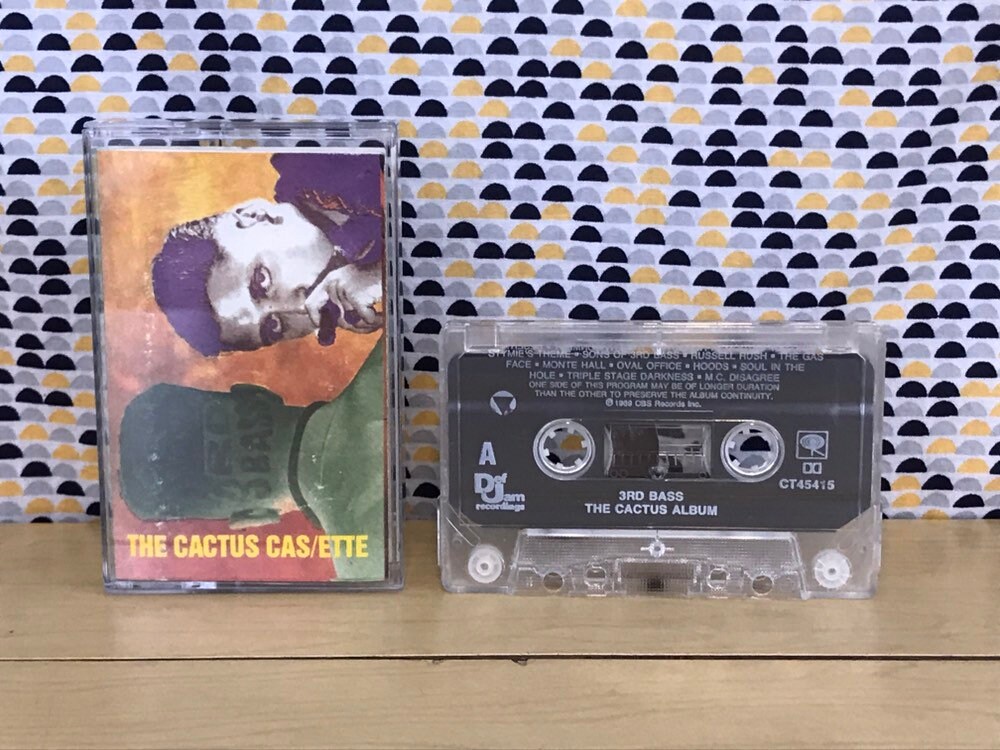 THE CACTUS CAS/ETTE
STYMIE'S THEME • SONS OF 3RD BASS • RUSSELL RUSH • THE GAS
FACE • MONTE HALL • OVAL OFFICE • HOODS • SOUL IN THE
HOLE • TRIPLE STAGE DARKNESS • M.C. DISAGREE
ONE SIDE OF THIS PROGRAM MAY BE OF LONGER DURATION
THAN THE OTHER TO PRESERVE THE ALBUM CONTINUITY.
℗ 1989 CBS Records Inc.
A
Def
Jam
recordings
CT45415
3RD BASS
THE CACTUS ALBUM